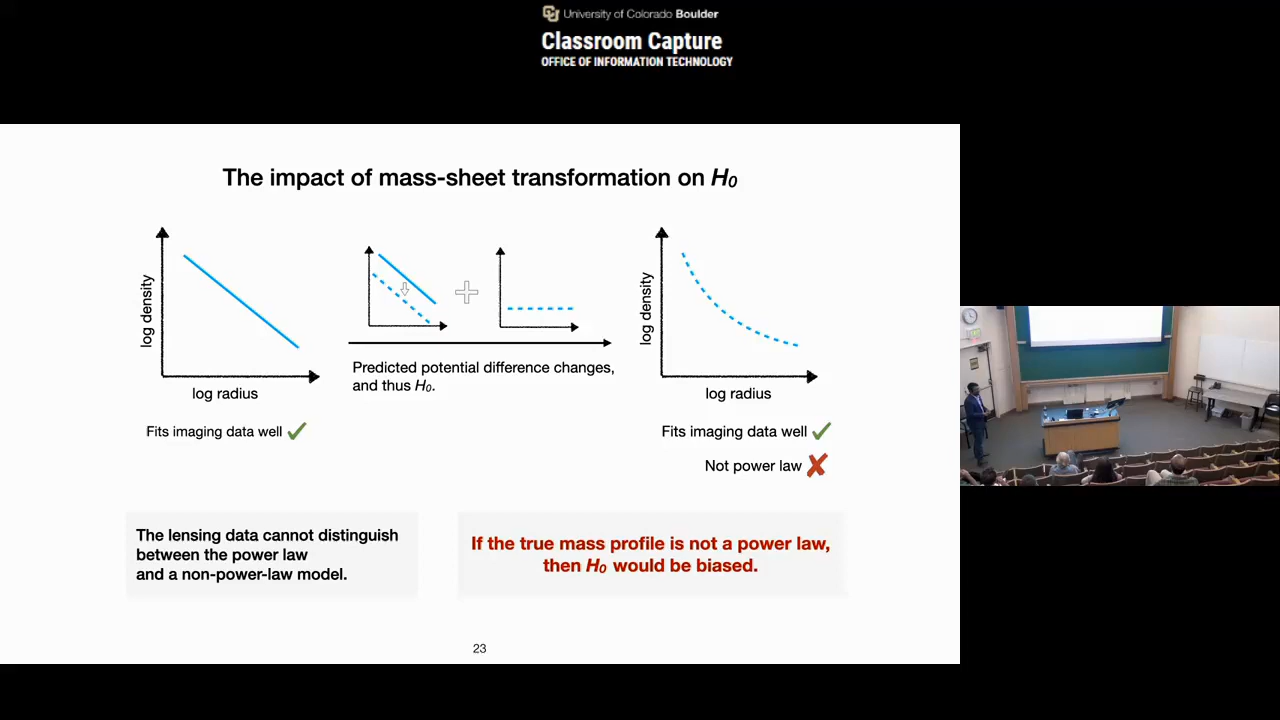 University of Colorado Boulder
Classroom Capture
OFFICE OF INFORMATION TECHNOLOGY
The impact of mass-sheet transformation on H₀
log density
log radius
Fits imaging data well
Predicted potential difference changes,
and thus H₀.
log density
log radius
Fits imaging data well
Not power law
The lensing data cannot distinguish
between the power law
and a non-power-law model.
If the true mass profile is not a power law,
then H₀ would be biased.
23